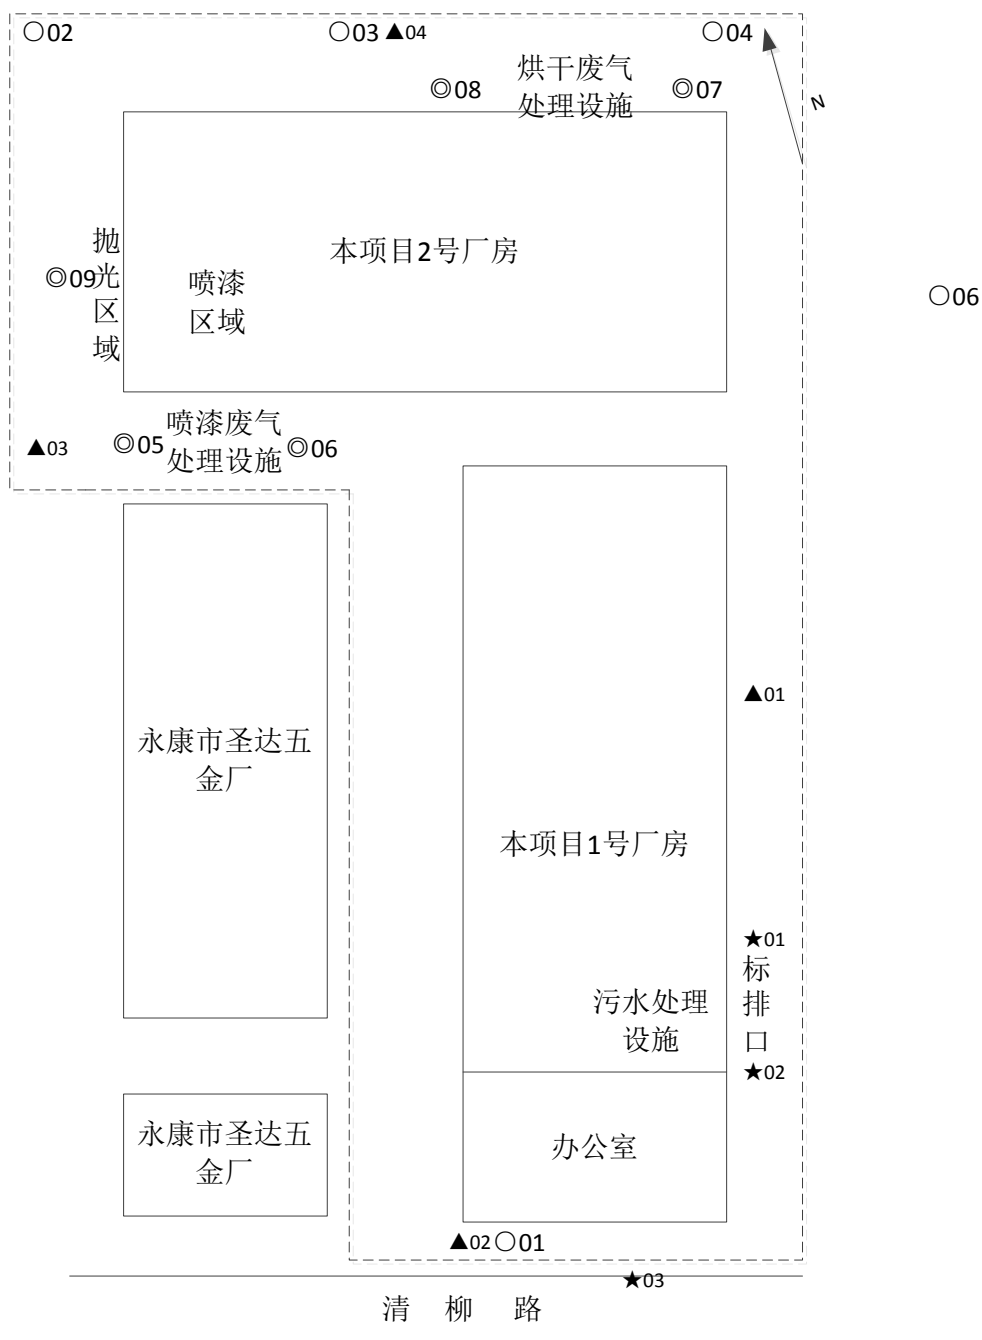 ○02
○03 ▲04
○04
N
◎08
烘干废气
处理设施
◎07
本项目2号厂房
抛光区域
◎09
喷漆
区域
○06
▲03
◎05
喷漆废气
处理设施
◎06
▲01
永康市圣达五
金厂
本项目1号厂房
★01
标排口
污水处理
设施
★02
永康市圣达五
金厂
办公室
▲02○01
★03
清 柳 路